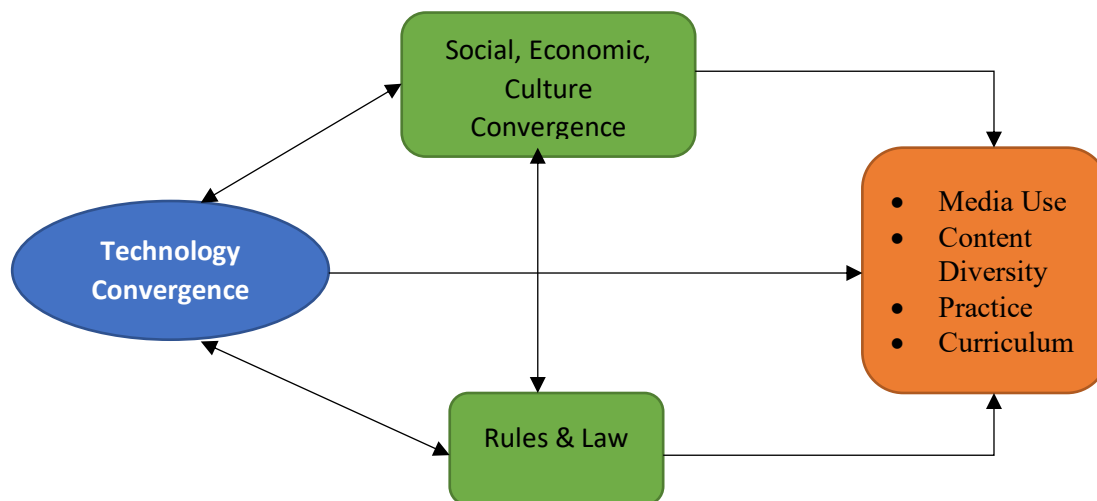 Social, Economic,
Culture
Convergence
Technology
Convergence
• Media Use
• Content
Diversity
• Practice
• Curriculum
Rules & Law